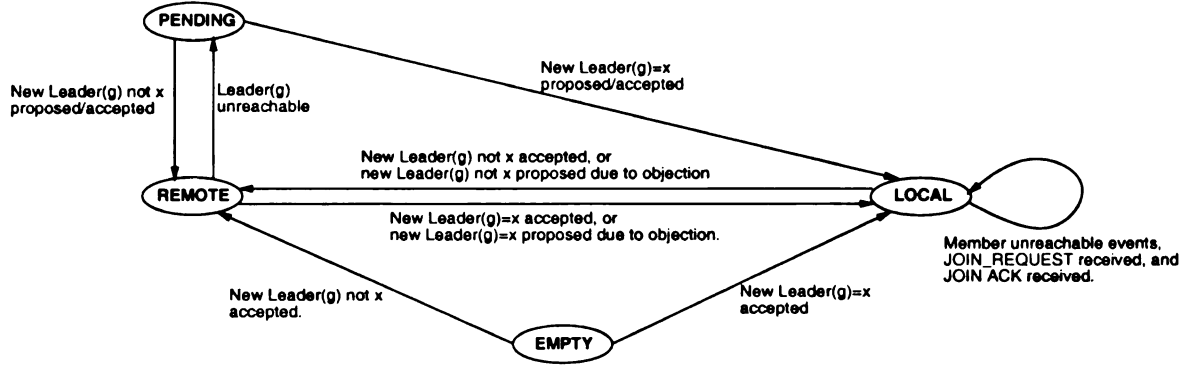 PENDING
New Leader(g)=x
proposed/accepted
New Leader(g) not x
proposed/accepted
Leader(g)
unreachable
New Leader(g) not x accepted, or
new Leader(g) not x proposed due to objection
REMOTE
LOCAL
New Leader(g)=x accepted, or
new Leader(g)=x proposed due to objection.
Member unreachable events,
JOIN_REQUEST received, and
JOIN ACK received.
New Leader(g) not x
accepted.
New Leader(g)=x
accepted
EMPTY